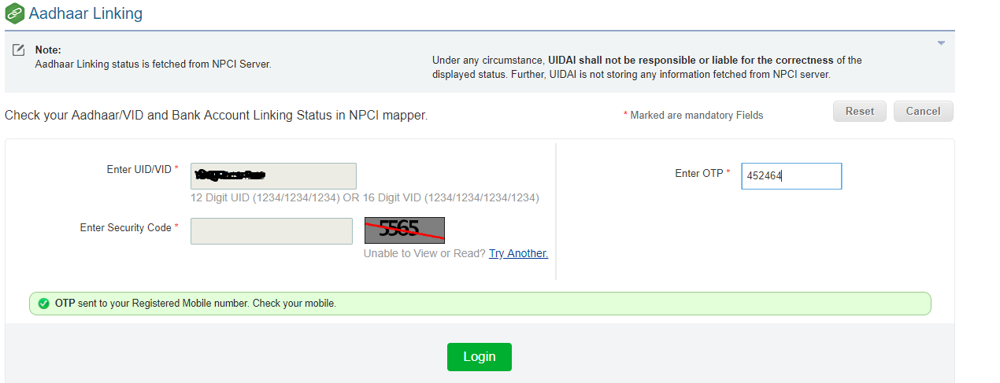 Aadhaar Linking
Note:
Aadhaar Linking status is fetched from NPCI Server.
Under any circumstance, UIDAI shall not be responsible or liable for the correctness of the
displayed status. Further, UIDAI is not storing any information fetched from NPCI server.
Check your Aadhaar/VID and Bank Account Linking Status in NPCI mapper.
* Marked are mandatory Fields
Reset
Cancel
Enter UID/VID *
12 Digit UID (1234/1234/1234) OR 16 Digit VID (1234/1234/1234/1234)
Enter Security Code *
5565
Unable to View or Read? Try Another.
Enter OTP *
452464
OTP sent to your Registered Mobile number. Check your mobile.
Login